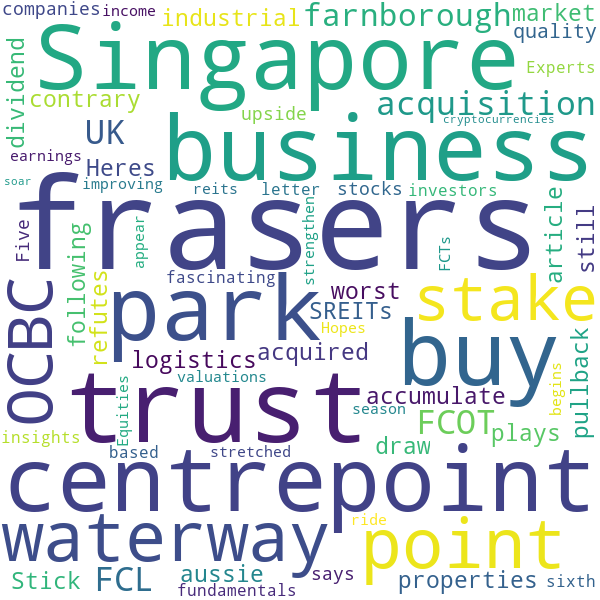 companies income industrial farnborough market
quality
Singapore
dividend
contrary
Experts
UK
upside
acquisition
cryptocurrencies
business
earnings
Heres
soar
improving
reits
letter
stocks
investors
frasers
Five
following
appear
strengthen
FCTs
article
still
fascinating
OCBC
refutes
park
worst
SREITs
Hopes
stake
logistics
acquired
buy
pullback
valuations
trust
Equities
season
accumulate
begins
insights
FCOT
plays
based
stretched
draw
centrepoint
waterway
ride
point
Stick
FCL
aussie
says
properties
sixth
fundamentals